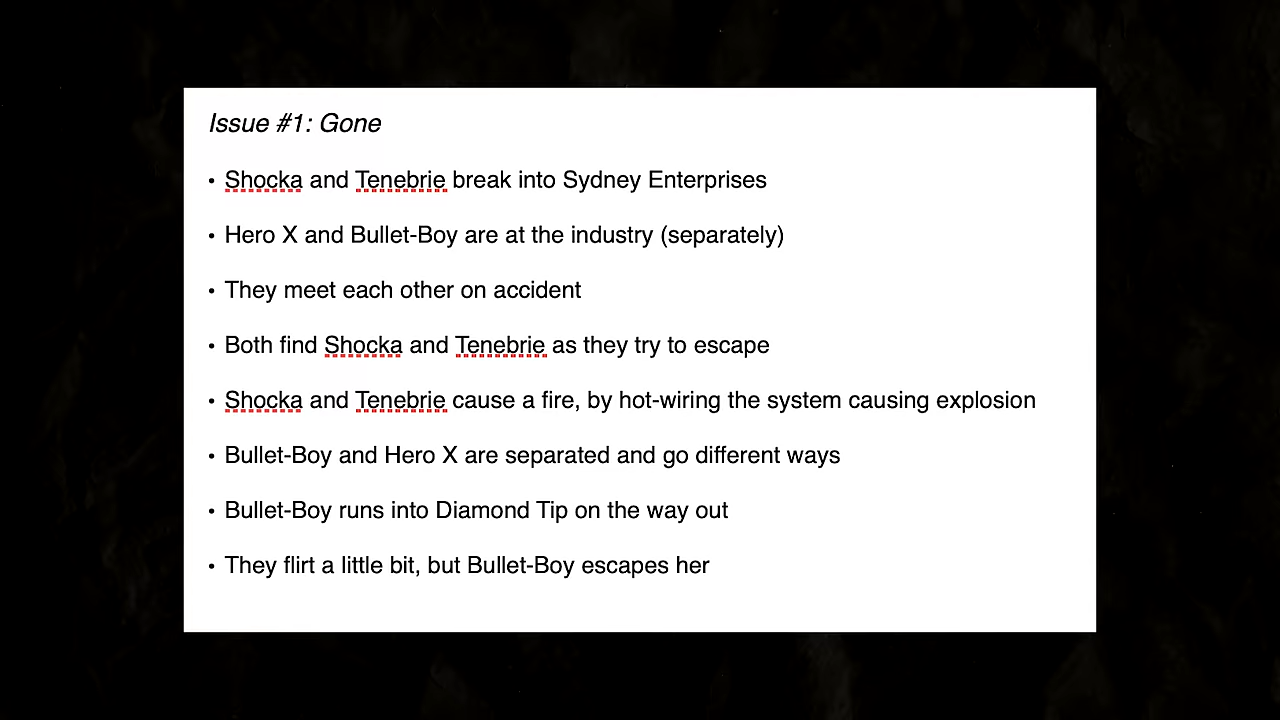 Issue #1: Gone
• Shocka and Tenebrie break into Sydney Enterprises
• Hero X and Bullet-Boy are at the industry (separately)
• They meet each other on accident
• Both find Shocka and Tenebrie as they try to escape
• Shocka and Tenebrie cause a fire, by hot-wiring the system causing explosion
• Bullet-Boy and Hero X are separated and go different ways
• Bullet-Boy runs into Diamond Tip on the way out
• They flirt a little bit, but Bullet-Boy escapes her